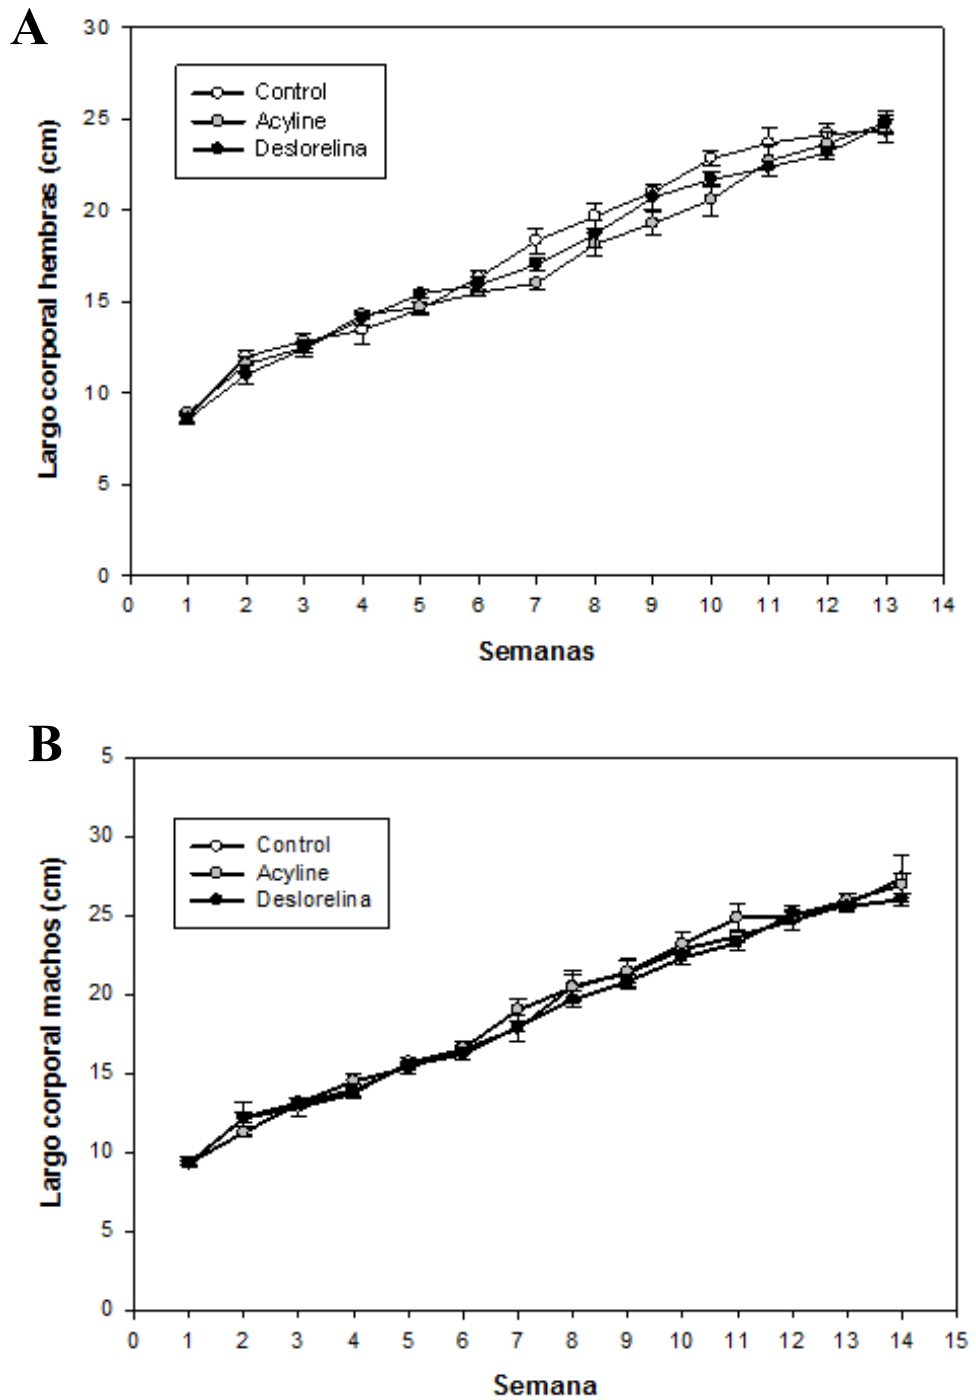 A
30
25
20
15
10
5
0
Control
Acyline
Deslorelina
Largo corporal hembras (cm)
0 1 2 3 4 5 6 7 8 9 10 11 12 13 14
Semanas
B
5
30
25
20
15
10
5
0
Control
Acyline
Deslorelina
Largo corporal machos (cm)
0 1 2 3 4 5 6 7 8 9 10 11 12 13 14 15
Semana